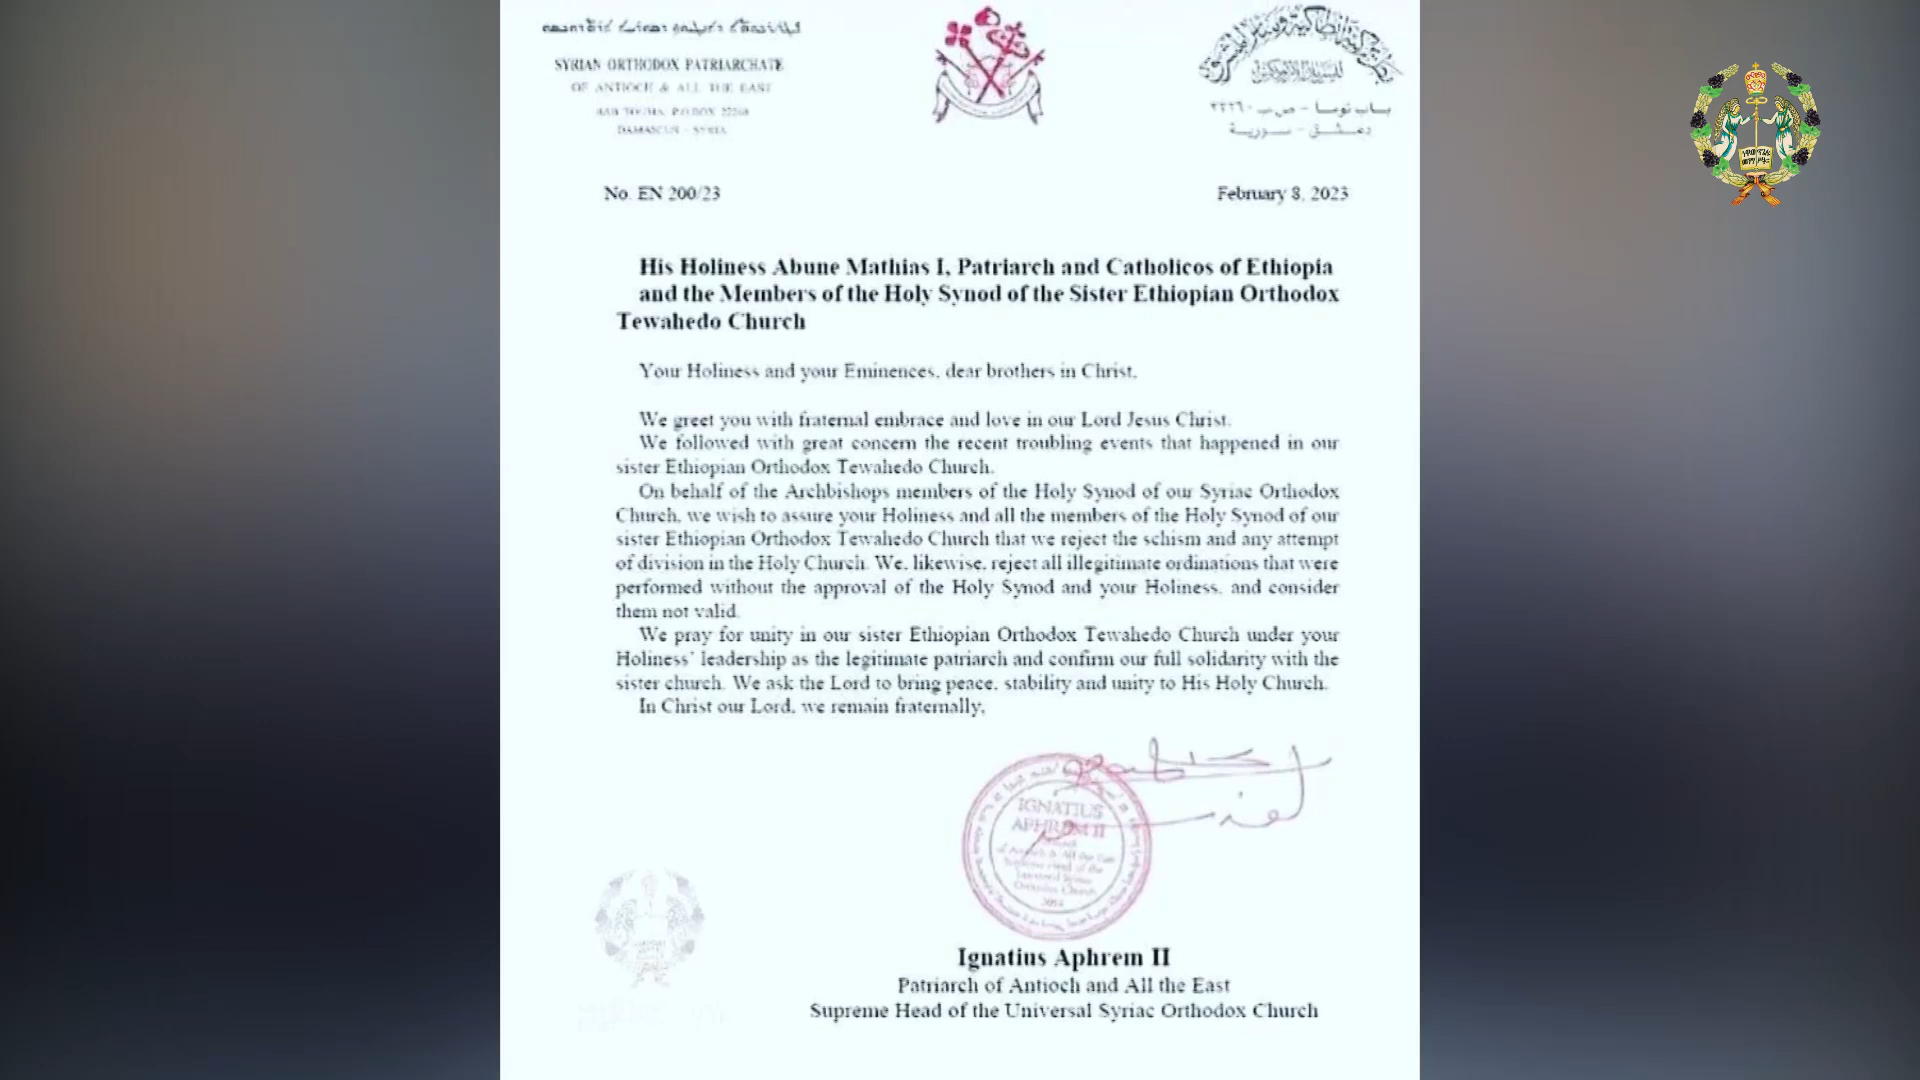 SYRIAN ORTHODOX PATRIARCHATE
OF ANTIOCH & ALL THE EAST
BAB TOUMA, P.O.BOX 22260
DAMASCUS - SYRIA
باب توما - ص.ب ٢٢٢٦٠
دمشق - سورية
No. EN 200/23
February 8, 2023
His Holiness Abune Mathias I, Patriarch and Catholicos of Ethiopia
and the Members of the Holy Synod of the Sister Ethiopian Orthodox
Tewahedo Church
Your Holiness and your Eminences, dear brothers in Christ,
We greet you with fraternal embrace and love in our Lord Jesus Christ.
We followed with great concern the recent troubling events that happened in our
sister Ethiopian Orthodox Tewahedo Church.
On behalf of the Archbishops members of the Holy Synod of our Syriac Orthodox
Church, we wish to assure your Holiness and all the members of the Holy Synod of our
sister Ethiopian Orthodox Tewahedo Church that we reject the schism and any attempt
of division in the Holy Church. We, likewise, reject all illegitimate ordinations that were
performed without the approval of the Holy Synod and your Holiness, and consider
them not valid.
We pray for unity in our sister Ethiopian Orthodox Tewahedo Church under your
Holiness' leadership as the legitimate patriarch and confirm our full solidarity with the
sister church. We ask the Lord to bring peace, stability and unity to His Holy Church.
In Christ our Lord, we remain fraternally,
IGNATIUS
APHREM II
Ignatius Aphrem II
Patriarch of Antioch and All the East
Supreme Head of the Universal Syriac Orthodox Church